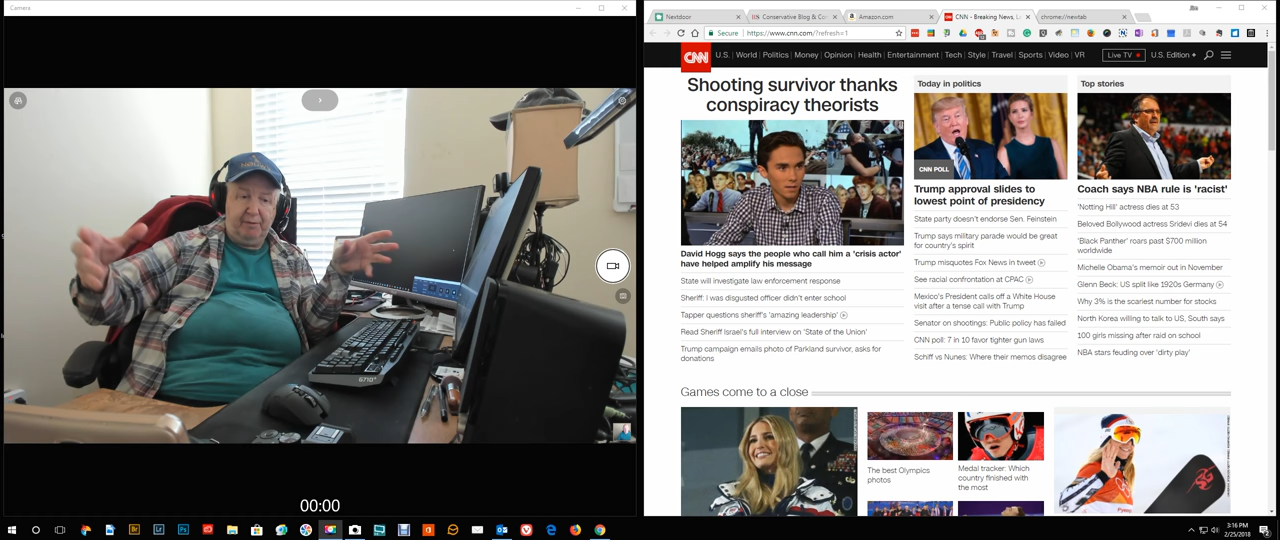 Camera
00:00
G710+
Nextdoor
Conservative Blog & Co
Amazon.com
CNN - Breaking News, L
chrome://newtab
Secure
https://www.cnn.com/?refresh=1
CNN
U.S. | World | Politics | Money | Opinion | Health | Entertainment | Tech | Style | Travel | Sports | Video | VR
Live TV
U.S. Edition +
Shooting survivor thanks
conspiracy theorists
David Hogg says the people who call him a 'crisis actor'
have helped amplify his message
State will investigate law enforcement response
Sheriff: I was disgusted officer didn't enter school
Tapper questions sheriff's 'amazing leadership'
Read Sheriff Israel's full interview on 'State of the Union'
Trump campaign emails photo of Parkland survivor, asks for
donations
Today in politics
CNN POLL
Trump approval slides to
lowest point of presidency
State party doesn't endorse Sen. Feinstein
Trump says military parade would be great
for country's spirit
Trump misquotes Fox News in tweet
See racial confrontation at CPAC
Mexico's President calls off a White House
visit after a tense call with Trump
Senator on shootings: Public policy has failed
CNN poll: 7 in 10 favor tighter gun laws
Schiff vs Nunes: Where their memos disagree
Top stories
Coach says NBA rule is 'racist'
'Notting Hill' actress dies at 53
Beloved Bollywood actress Sridevi dies at 54
'Black Panther' roars past $700 million
worldwide
Michelle Obama's memoir out in November
Glenn Beck: US split like 1920s Germany
Why 3% is the scariest number for stocks
North Korea willing to talk to US, South says
100 girls missing after raid on school
NBA stars feuding over 'dirty play'
Games come to a close
The best Olympics
photos
Medal tracker: Which
country finished with
the most
Br
Lr
Ps
3:16 PM
2/25/2018